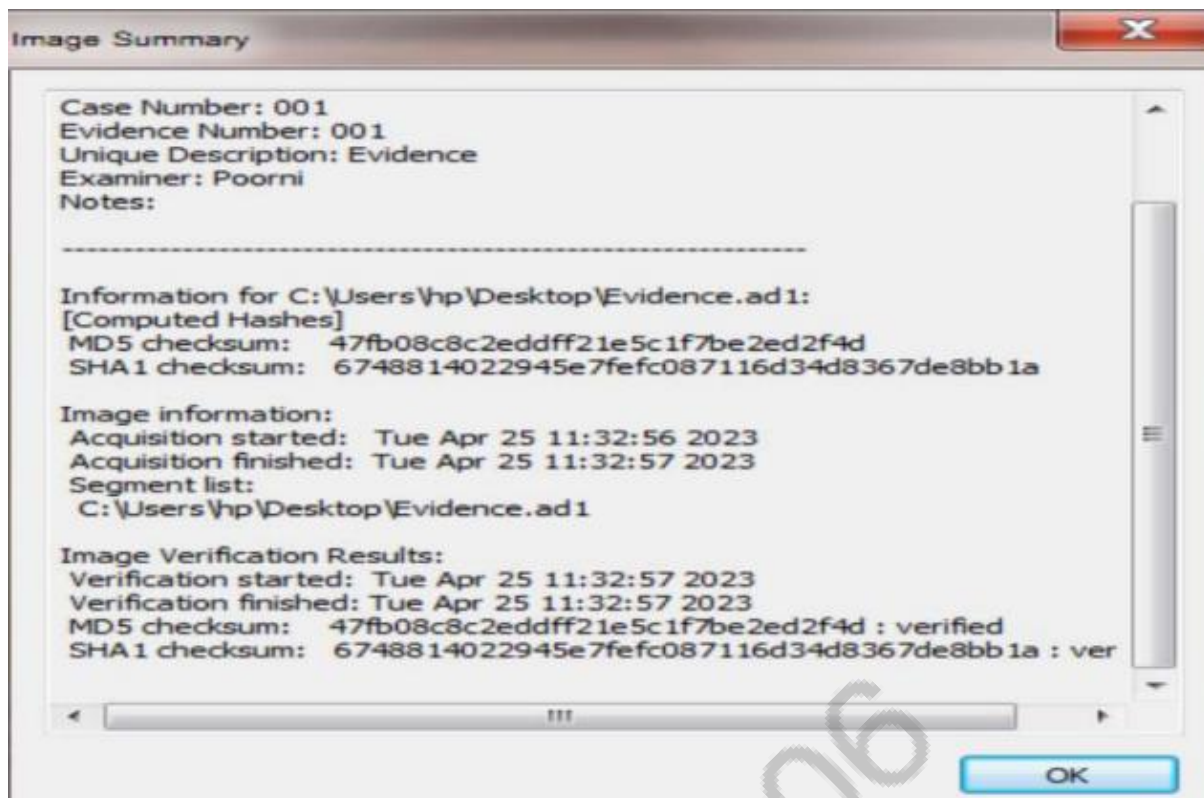 Image Summary
Case Number: 001
Evidence Number: 001
Unique Description: Evidence
Examiner: Poorni
Notes:
--------------------------------------------------------------
Information for C:\Users\hp\Desktop\Evidence.ad1:
[Computed Hashes]
MD5 checksum: 47fb08c8c2eddff21e5c1f7be2ed2f4d
SHA1 checksum: 6748814022945e7fefc087116d34d8367de8bb1a
Image information:
Acquisition started: Tue Apr 25 11:32:56 2023
Acquisition finished: Tue Apr 25 11:32:57 2023
Segment list:
C:\Users\hp\Desktop\Evidence.ad1
Image Verification Results:
Verification started: Tue Apr 25 11:32:57 2023
Verification finished: Tue Apr 25 11:32:57 2023
MD5 checksum: 47fb08c8c2eddff21e5c1f7be2ed2f4d : verified
SHA1 checksum: 6748814022945e7fefc087116d34d8367de8bb1a : ver
OK